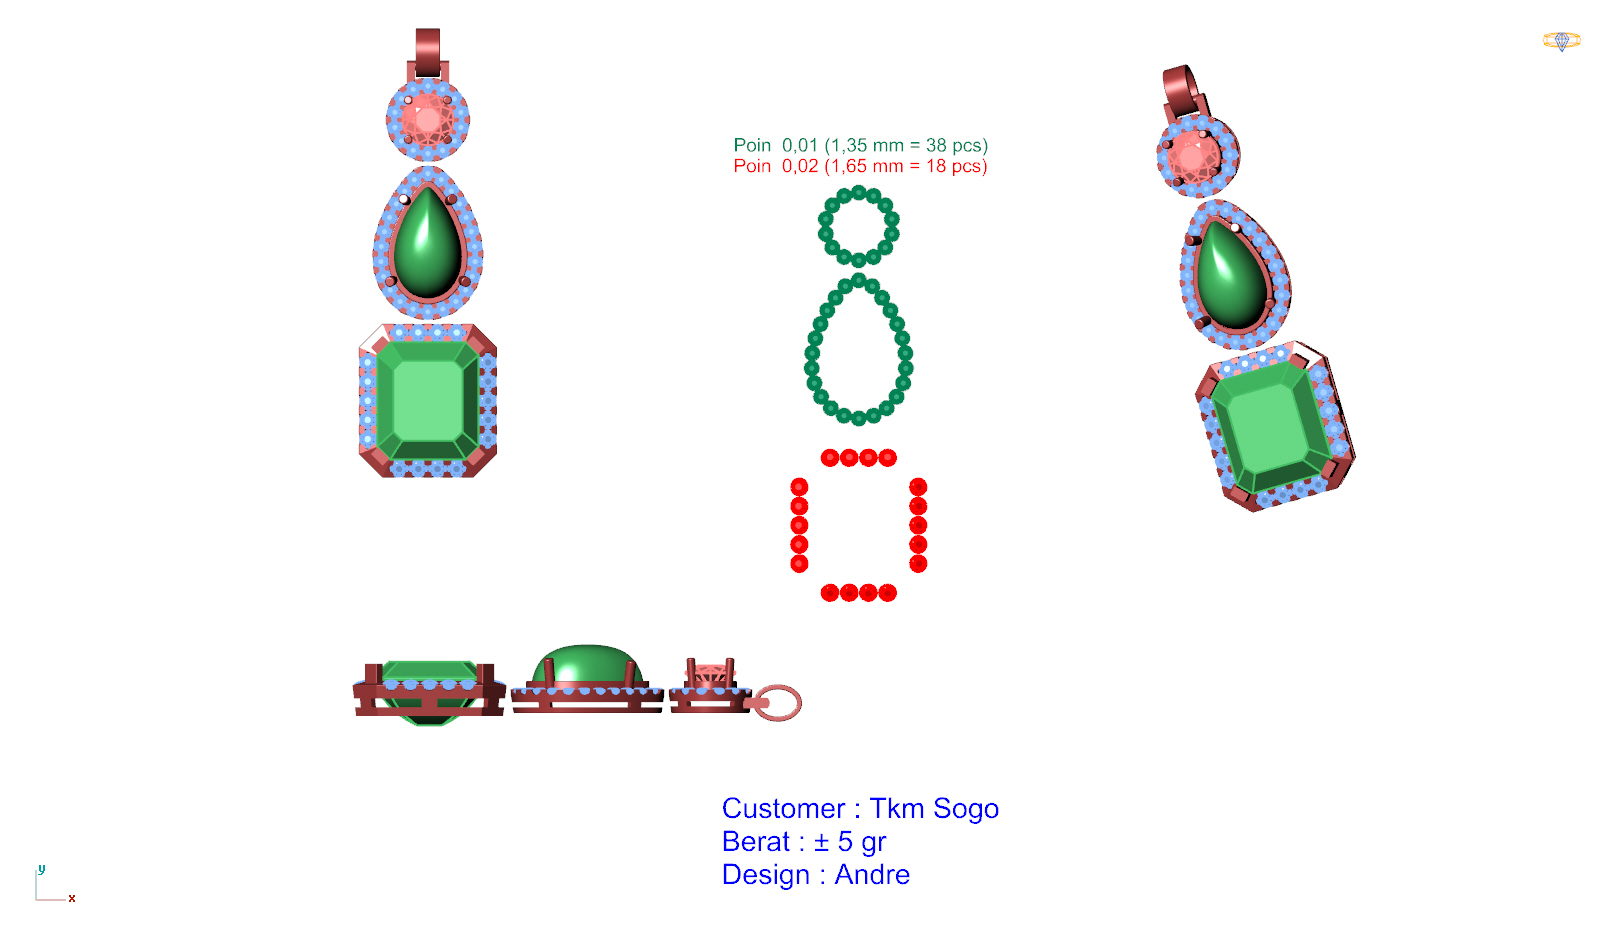 Poin 0,01 (1,35 mm = 38 pcs)
Poin 0,02 (1,65 mm = 18 pcs)
Customer : Tkm Sogo
Berat : ± 5 gr
Design : Andre
y
x